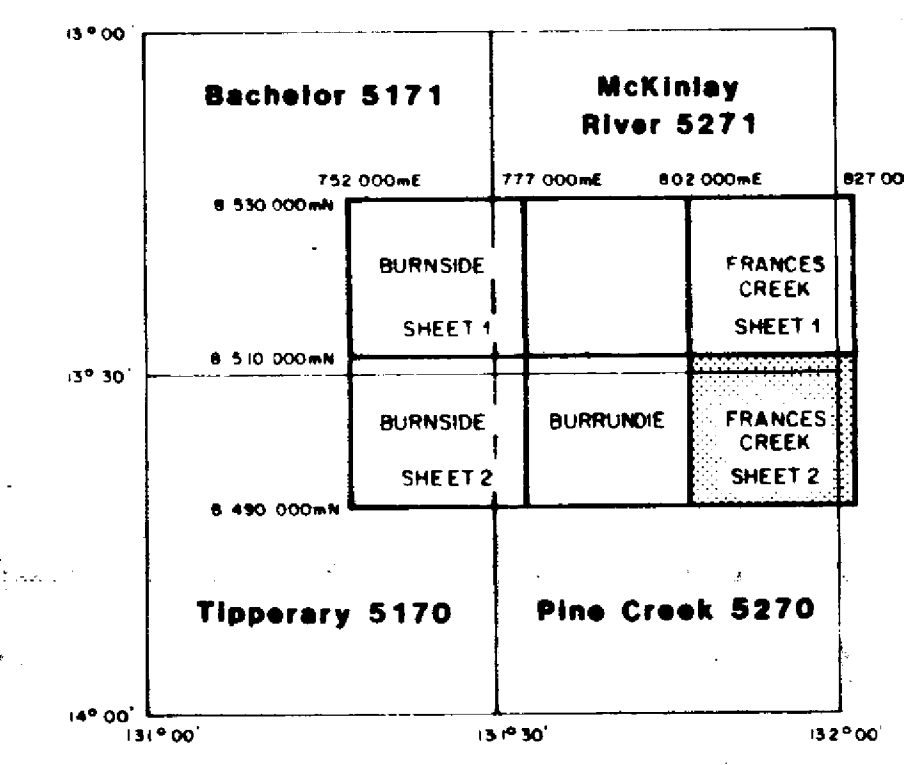 13° 00'
Bachelor 5171
McKinlay
River 5271
752 000mE
777 000mE
802 000mE
827 00
8 530 000mN
BURNSIDE
SHEET 1
FRANCES
CREEK
SHEET 1
8 510 000mN
13° 30'
BURNSIDE
SHEET 2
BURRUNDIE
FRANCES
CREEK
SHEET 2
8 490 000mN
Tipperary 5170
Pine Creek 5270
14° 00'
131° 00'
131° 30'
132° 00'